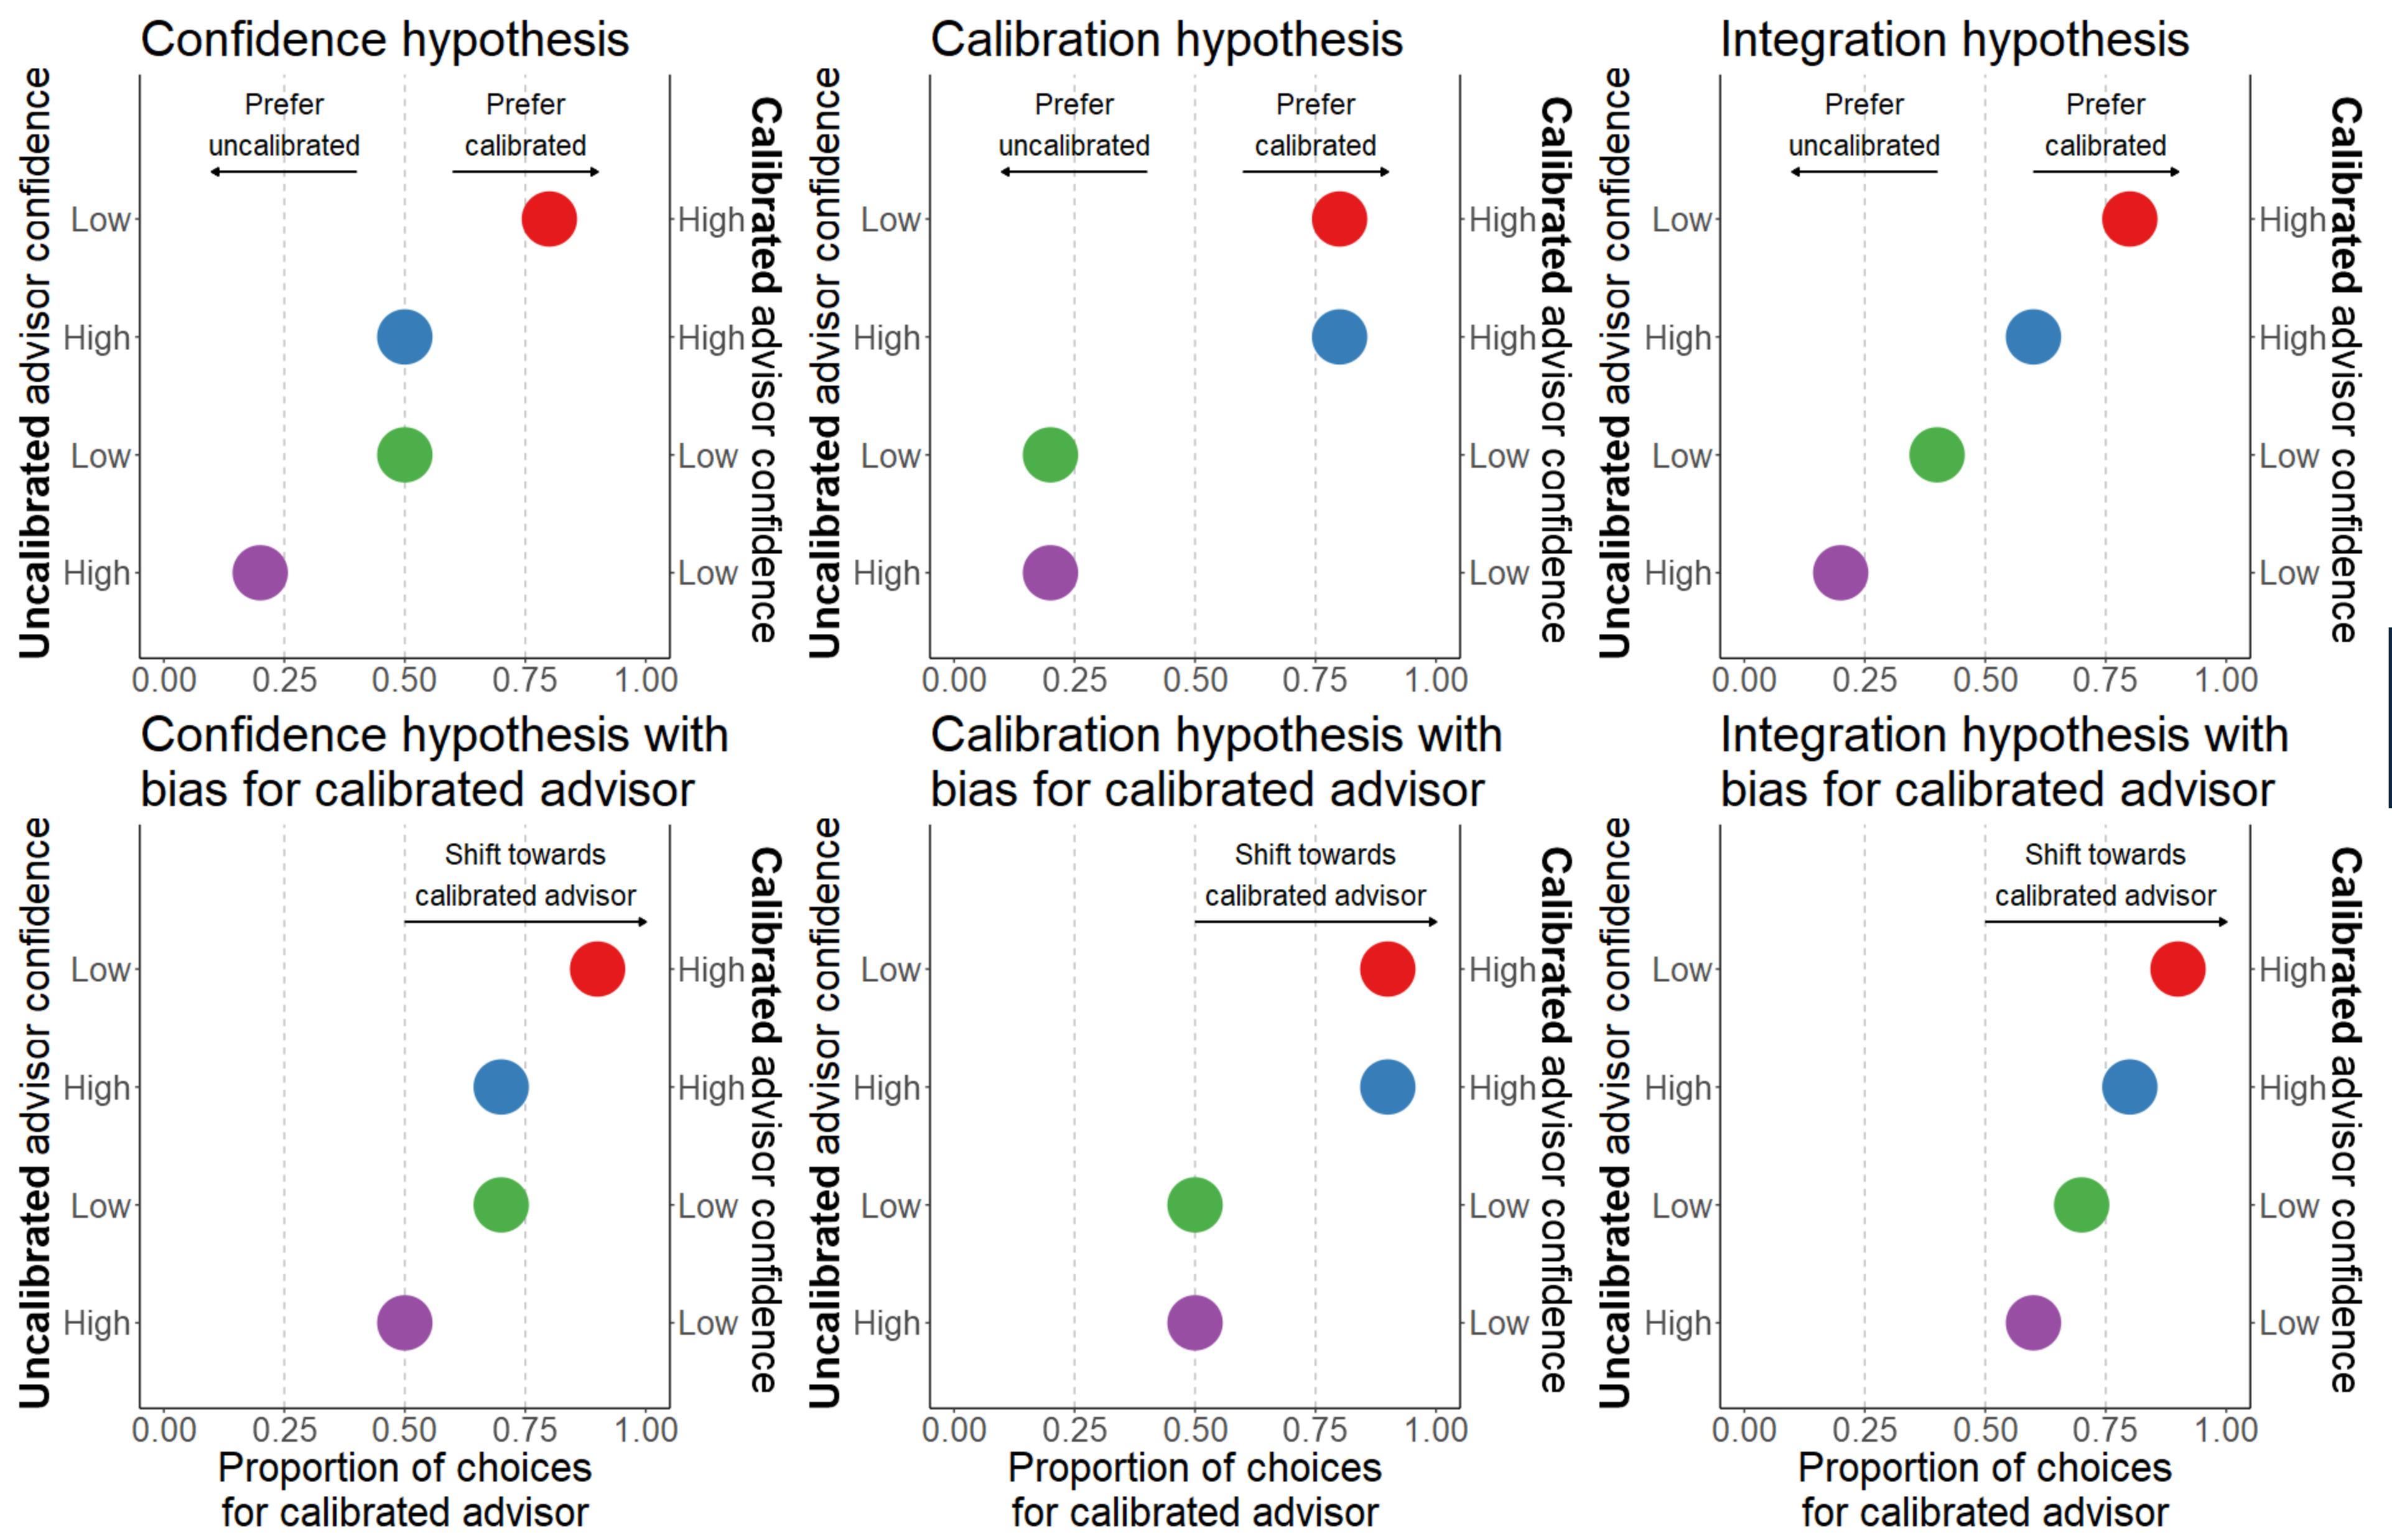 Confidence hypothesis
Uncalibrated advisor confidence
Prefer
uncalibrated
Prefer
calibrated
Low
High
Low
High
High
High
Low
Low
Calibrated advisor confidence
0.00 0.25 0.50 0.75 1.00
Calibration hypothesis
Uncalibrated advisor confidence
Prefer
uncalibrated
Prefer
calibrated
Low
High
Low
High
High
High
Low
Low
Calibrated advisor confidence
0.00 0.25 0.50 0.75 1.00
Integration hypothesis
Uncalibrated advisor confidence
Prefer
uncalibrated
Prefer
calibrated
Low
High
Low
High
High
High
Low
Low
Calibrated advisor confidence
0.00 0.25 0.50 0.75 1.00
Confidence hypothesis with
bias for calibrated advisor
Uncalibrated advisor confidence
Shift towards
calibrated advisor
Low
High
Low
High
High
High
Low
Low
Calibrated advisor confidence
0.00 0.25 0.50 0.75 1.00
Proportion of choices
for calibrated advisor
Calibration hypothesis with
bias for calibrated advisor
Uncalibrated advisor confidence
Shift towards
calibrated advisor
Low
High
Low
High
High
High
Low
Low
Calibrated advisor confidence
0.00 0.25 0.50 0.75 1.00
Proportion of choices
for calibrated advisor
Integration hypothesis with
bias for calibrated advisor
Uncalibrated advisor confidence
Shift towards
calibrated advisor
Low
High
Low
High
High
High
Low
Low
Calibrated advisor confidence
0.00 0.25 0.50 0.75 1.00
Proportion of choices
for calibrated advisor